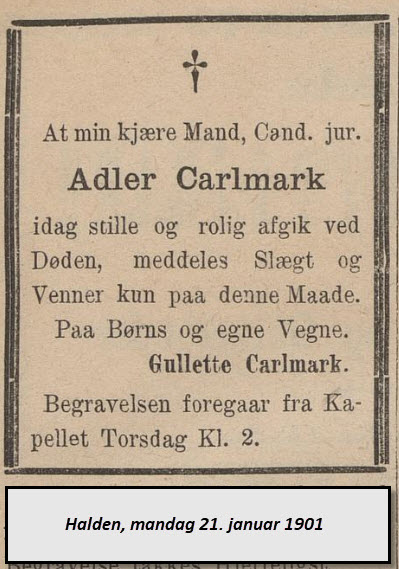 †
At min kjære Mand, Cand. jur.
Adler Carlmark
idag stille og rolig afgik ved
Døden, meddeles Slægt og
Venner kun paa denne Maade.
Paa Børns og egne Vegne.
Gullette Carlmark.
Begravelsen foregaar fra Ka-
pellet Torsdag Kl. 2.
Halden, mandag 21. januar 1901